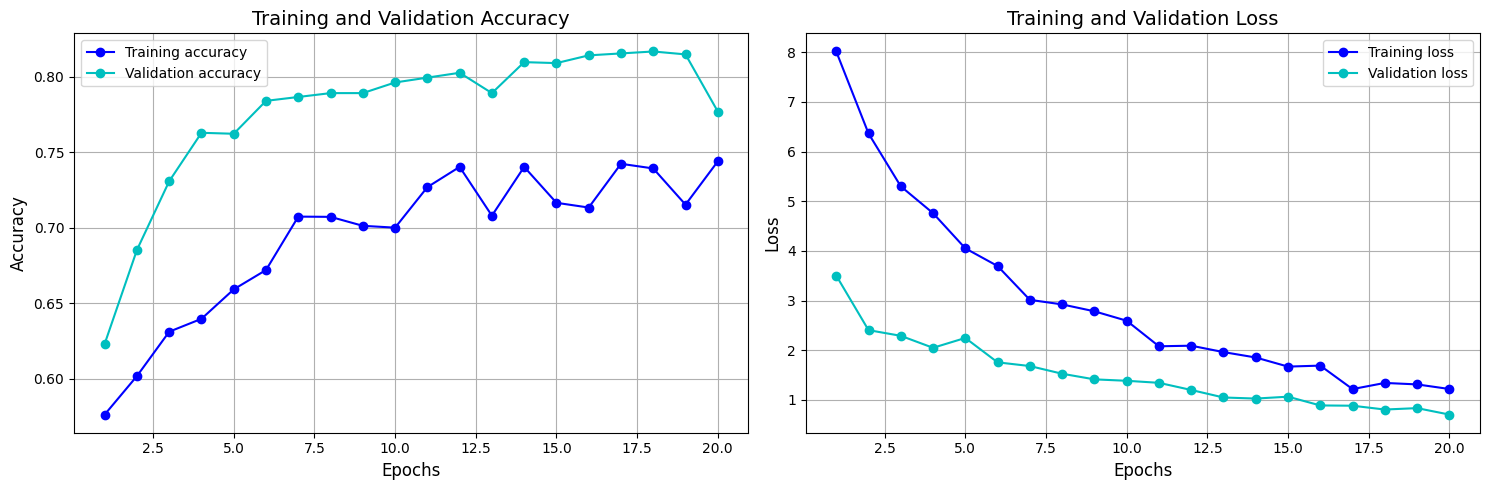 Training and Validation Accuracy
Training accuracy
Validation accuracy
Accuracy
0.80
0.75
0.70
0.65
0.60
2.5 5.0 7.5 10.0 12.5 15.0 17.5 20.0
Epochs
Training and Validation Loss
Training loss
Validation loss
Loss
8
7
6
5
4
3
2
1
2.5 5.0 7.5 10.0 12.5 15.0 17.5 20.0
Epochs